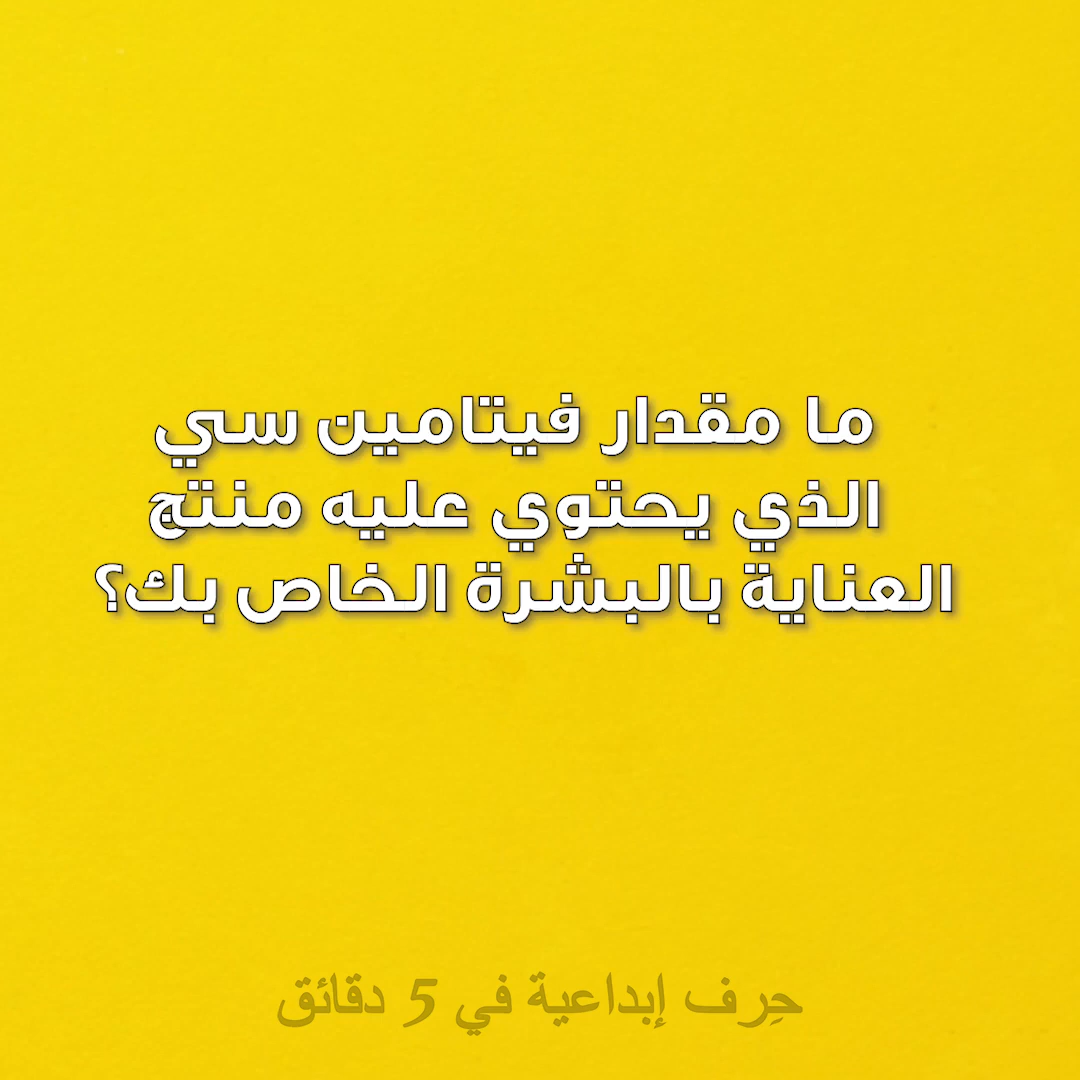 ما مقدار فيتامين سي
الذي يحتوي عليه منتج
العناية بالبشرة الخاص بك؟
حِرف إبداعية في 5 دقائق